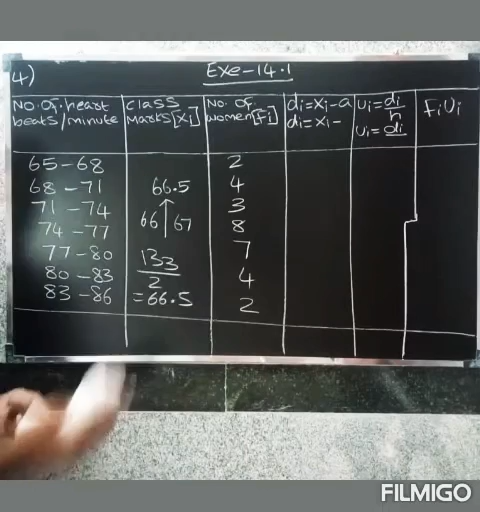 4)
Exe-14.1
No. of. heart beats/minute
Class Marks[xi]
No. Of. women[fi]
di=xi-a
di=xi-
ui=di/h
ui=di
FiUi
65-68 2
68-71 66.5 4
71-74 3
74-77 66 67 8
77-80 133 7
80-83 2 4
83-86 =66.5 2
FILMIGO